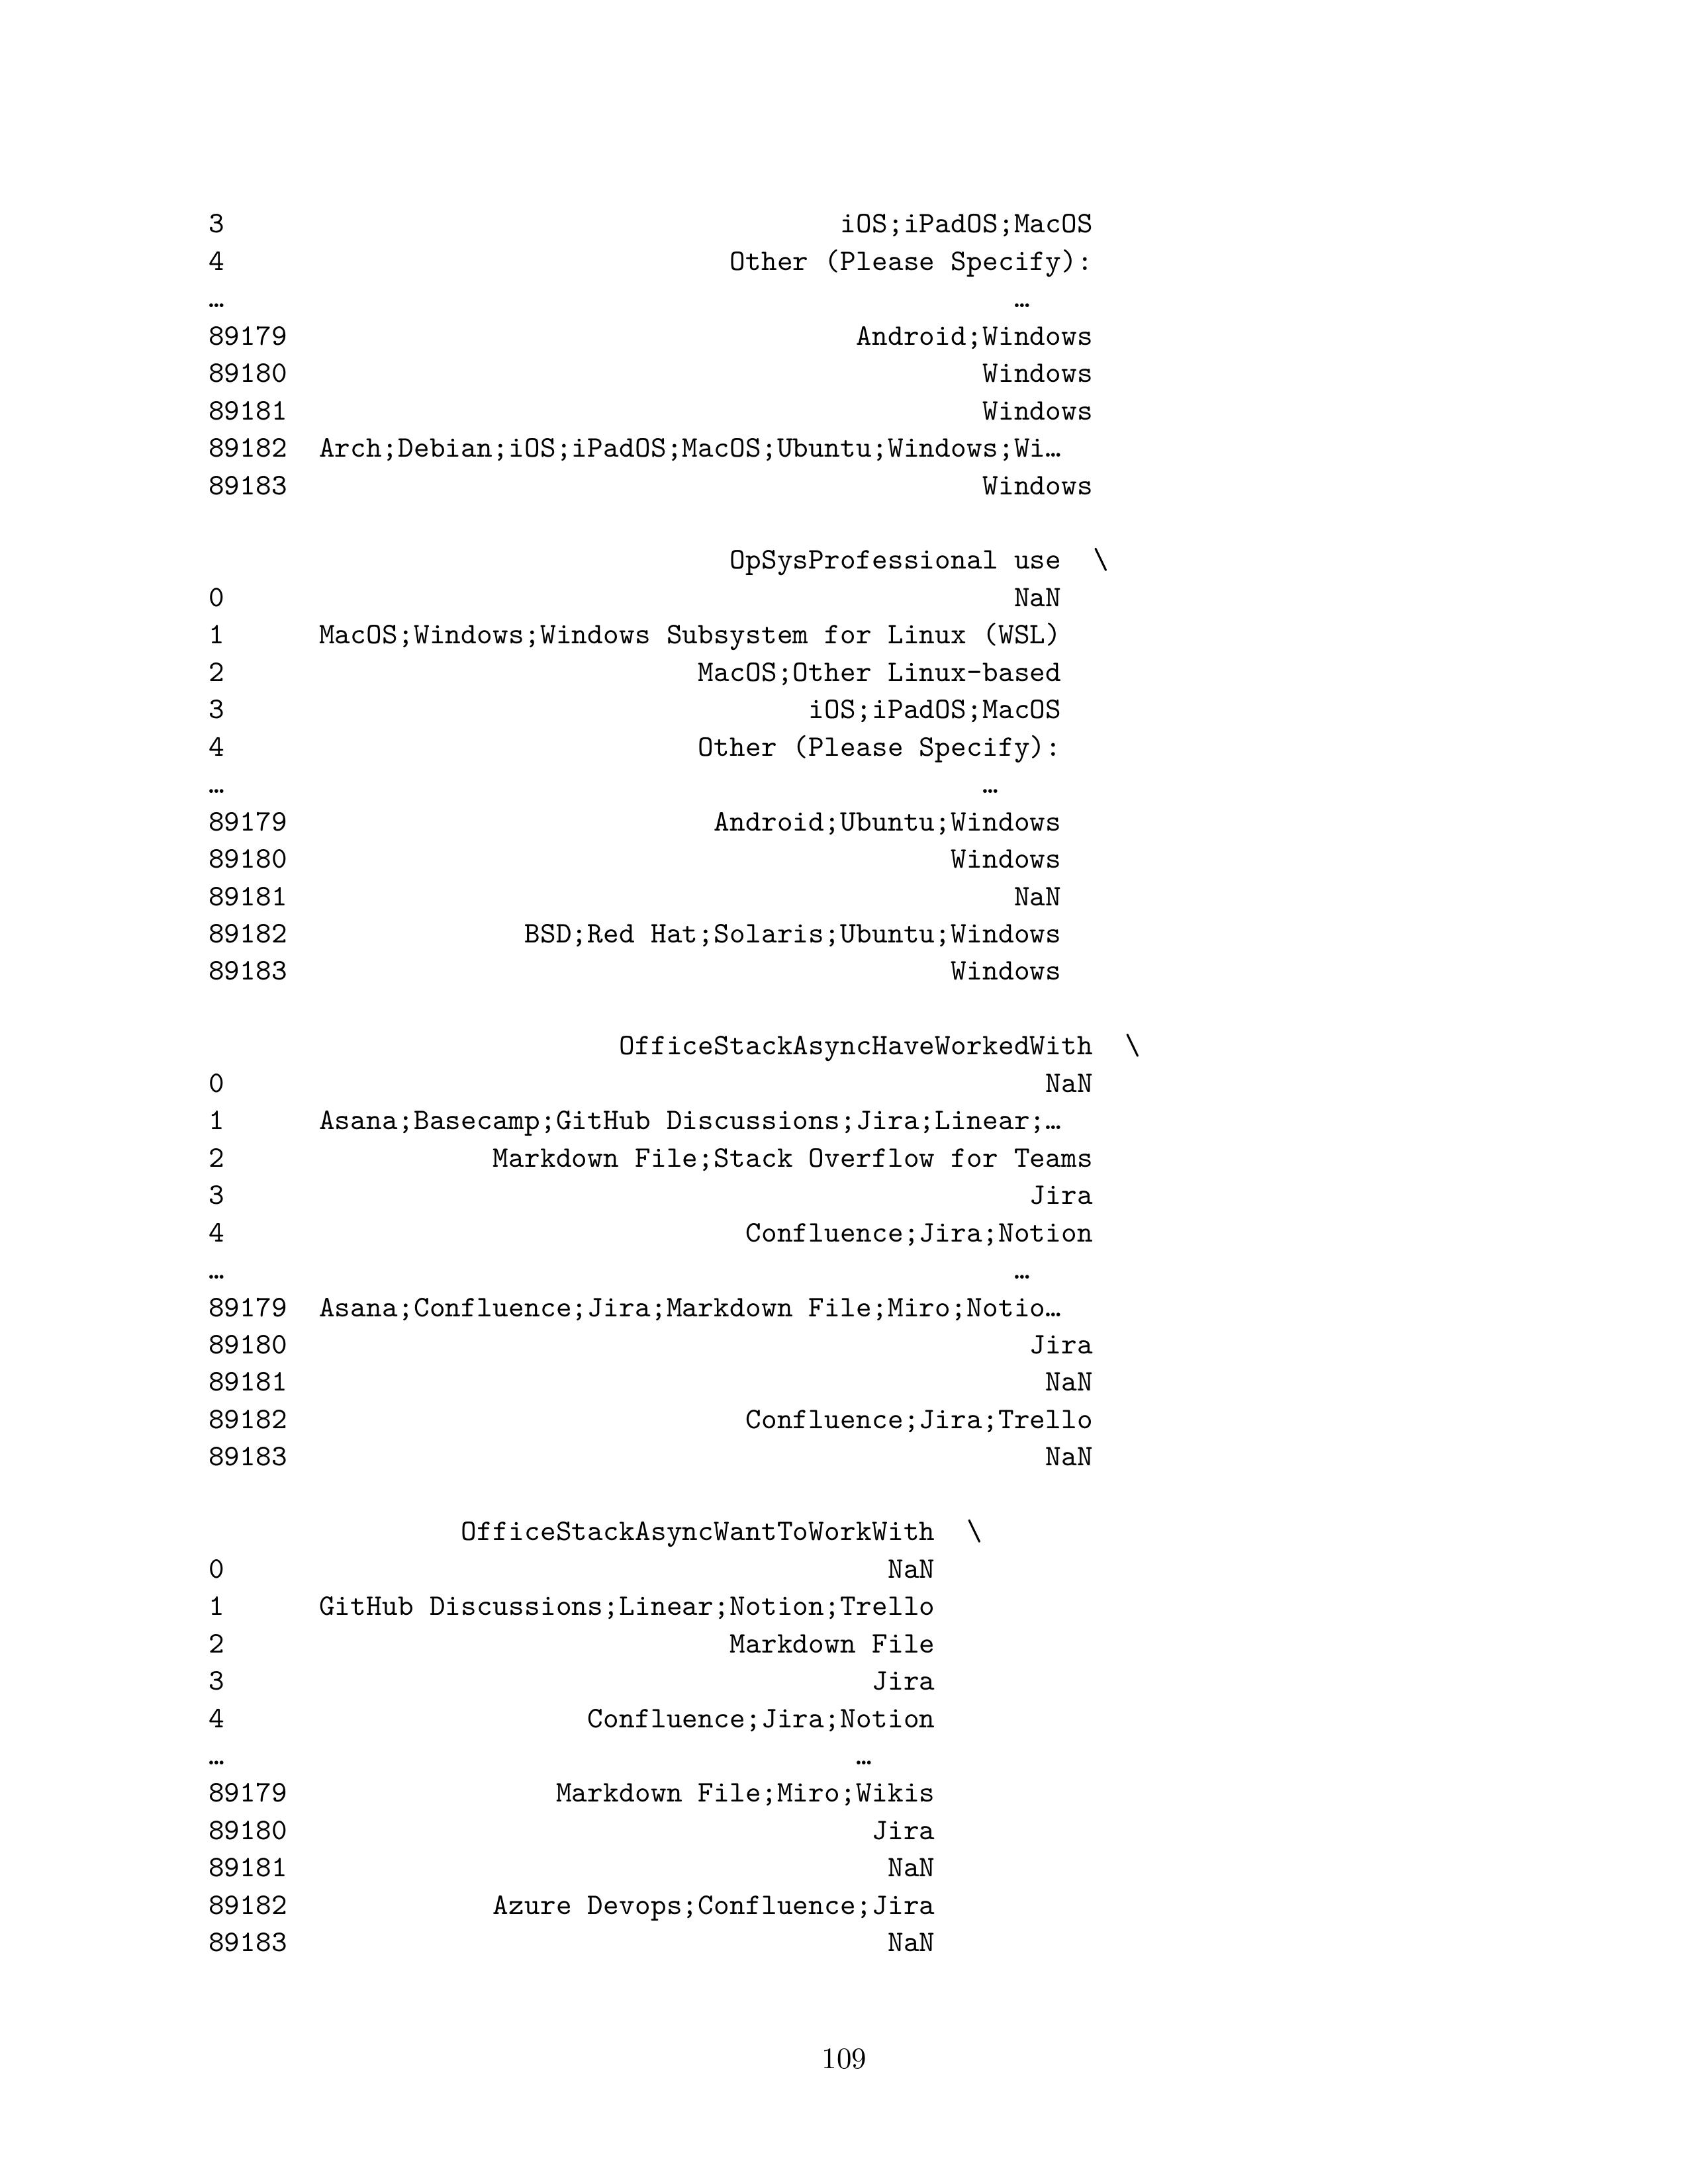 3                                       iOS;iPadOS;MacOS
4                                Other (Please Specify):
…                                                  …
89179                                    Android;Windows
89180                                            Windows
89181                                            Windows
89182  Arch;Debian;iOS;iPadOS;MacOS;Ubuntu;Windows;Wi…
89183                                            Windows

                                 OpSysProfessional use  \
0                                                  NaN
1      MacOS;Windows;Windows Subsystem for Linux (WSL)
2                              MacOS;Other Linux-based
3                                     iOS;iPadOS;MacOS
4                              Other (Please Specify):
…                                                …
89179                           Android;Ubuntu;Windows
89180                                          Windows
89181                                              NaN
89182               BSD;Red Hat;Solaris;Ubuntu;Windows
89183                                          Windows

                          OfficeStackAsyncHaveWorkedWith  \
0                                                    NaN
1      Asana;Basecamp;GitHub Discussions;Jira;Linear;…
2                 Markdown File;Stack Overflow for Teams
3                                                   Jira
4                                 Confluence;Jira;Notion
…                                                  …
89179  Asana;Confluence;Jira;Markdown File;Miro;Notio…
89180                                               Jira
89181                                                NaN
89182                             Confluence;Jira;Trello
89183                                                NaN

                OfficeStackAsyncWantToWorkWith  \
0                                          NaN
1      GitHub Discussions;Linear;Notion;Trello
2                                Markdown File
3                                         Jira
4                       Confluence;Jira;Notion
…                                        …
89179                 Markdown File;Miro;Wikis
89180                                     Jira
89181                                      NaN
89182             Azure Devops;Confluence;Jira
89183                                      NaN

109